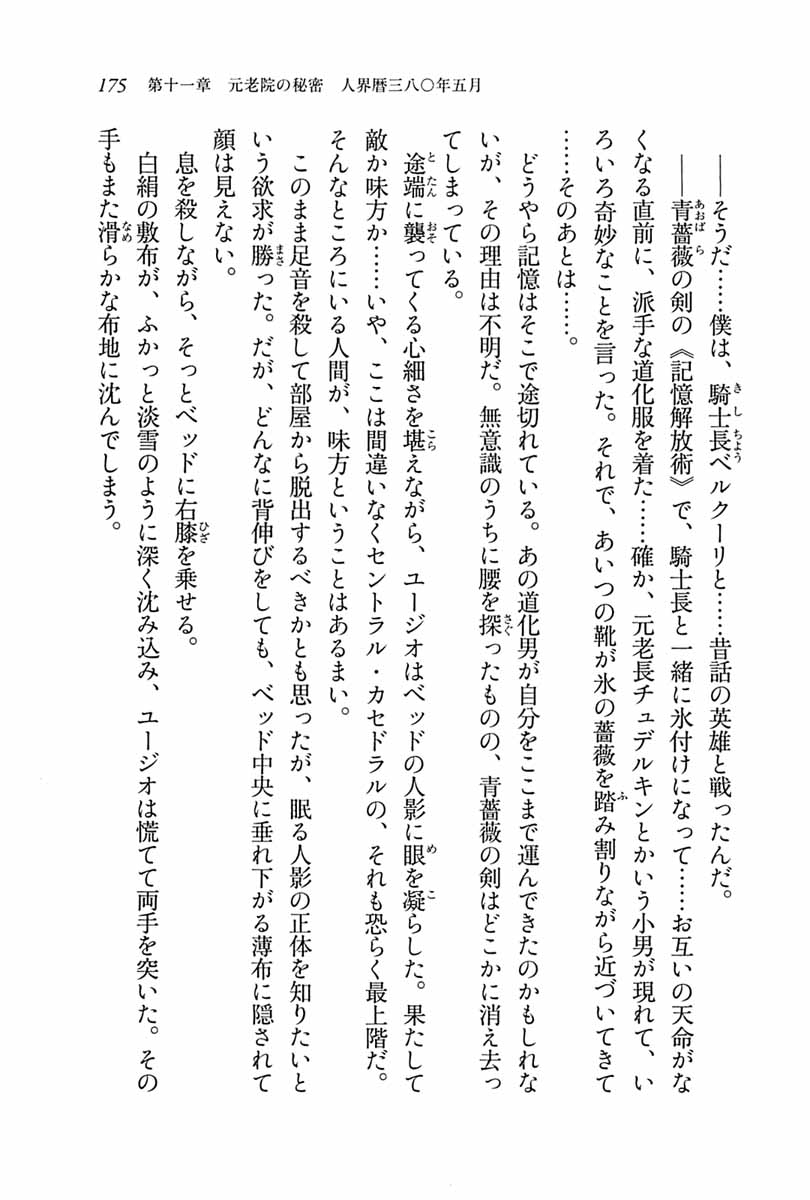 175　第十一章　元老院の秘密　人界暦三八〇年五月
――そうだ……僕は、騎士長ベルクーリと……昔話の英雄と戦ったんだ。
――青薔薇の剣の《記憶解放術》で、騎士長と一緒に氷付けになって……お互いの天命がな
くなる直前に、派手な道化服を着た……確か、元老長チュデルキンとかいう小男が現れて、い
ろいろ奇妙なことを言った。それで、あいつの靴が氷の薔薇を踏み割りながら近づいてきて
……そのあとは……。
どうやら記憶はそこで途切れている。あの道化男が自分をここまで運んできたのかもしれな
いが、その理由は不明だ。無意識のうちに腰を探ったものの、青薔薇の剣はどこかに消え去っ
てしまっている。
途端に襲ってくる心細さを堪えながら、ユージオはベッドの人影に眼を凝らした。果たして
敵か味方か……いや、ここは間違いなくセントラル・カセドラルの、それも恐らく最上階だ。
そんなところにいる人間が、味方ということはあるまい。
このまま足音を殺して部屋から脱出するべきかとも思ったが、眠る人影の正体を知りたいと
いう欲求が勝った。だが、どんなに背伸びをしても、ベッド中央に垂れ下がる薄布に隠されて
顔は見えない。
息を殺しながら、そっとベッドに右膝を乗せる。
白絹の敷布が、ふかっと淡雪のように深く沈み込み、ユージオは慌てて両手を突いた。その
手もまた滑らかな布地に沈んでしまう。